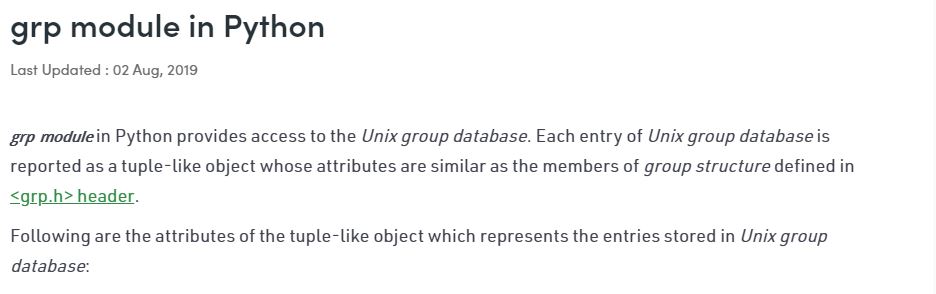 grp module in Python
Last Updated : 02 Aug, 2019
grp module in Python provides access to the Unix group database. Each entry of Unix group database is
reported as a tuple-like object whose attributes are similar as the members of group structure defined in
<grp.h> header.
Following are the attributes of the tuple-like object which represents the entries stored in Unix group
database: